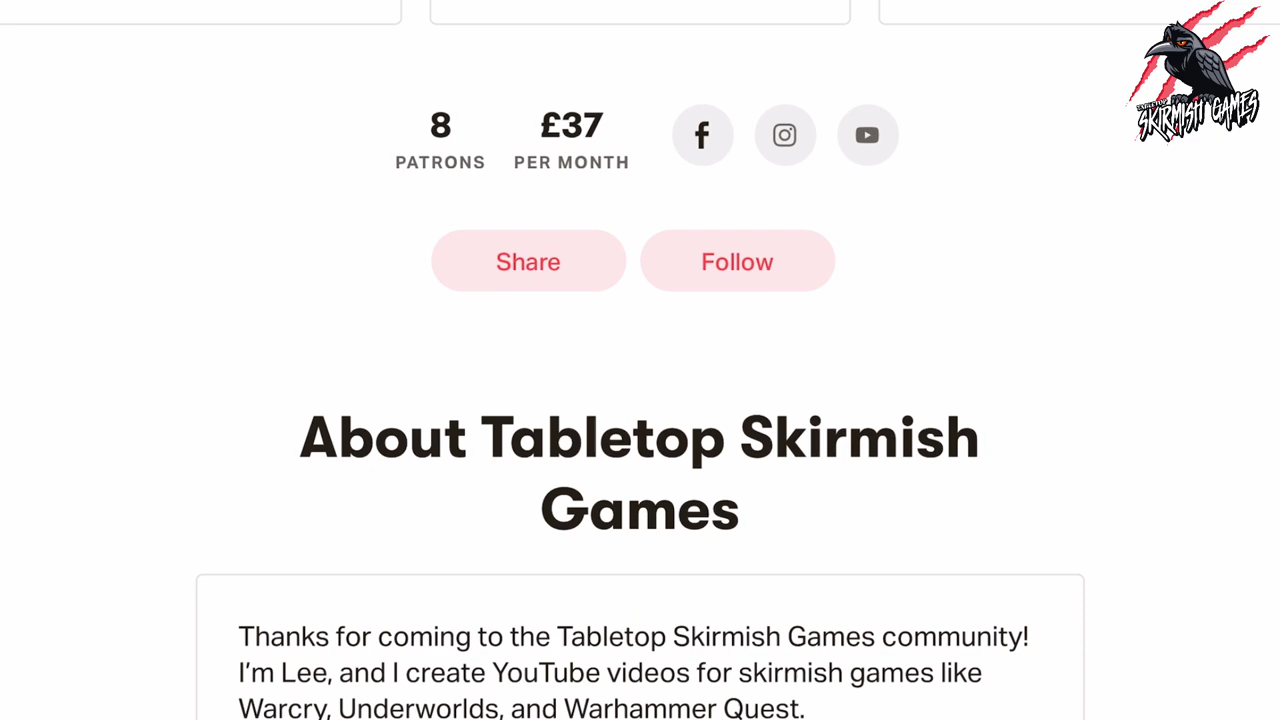 TABLETOP
SKIRMISH GAMES
8
PATRONS
£37
PER MONTH
Share
Follow
About Tabletop Skirmish
Games
Thanks for coming to the Tabletop Skirmish Games community!
I’m Lee, and I create YouTube videos for skirmish games like
Warcry, Underworlds, and Warhammer Quest.